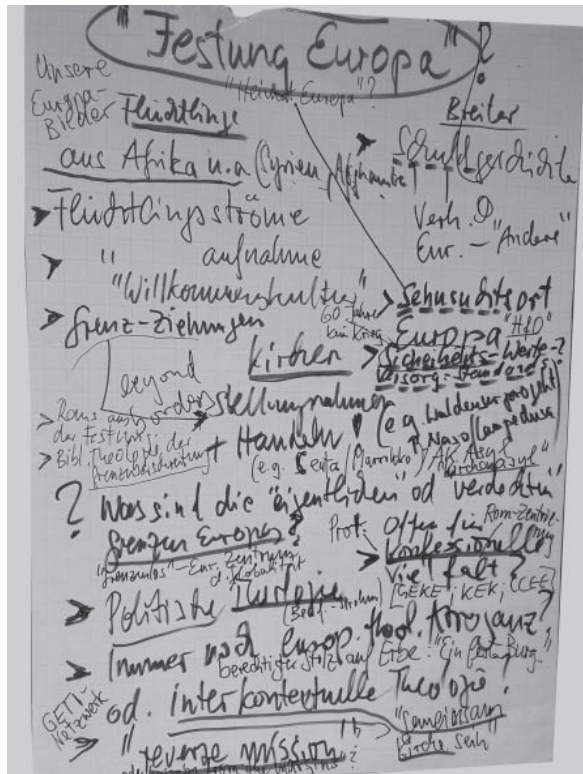 "Festung Europa"?
Unsere
Europa-
Bilder
"Heimat Europa"?
Flüchtlinge
Breiter
aus Afrika u.a. (Syrien, Afghanistan
Schuldgeschichte
Flüchtlingsströme
Verh.
Eur. – "Andere"
" aufnahme
"Willkommenskultur"
Sehnsuchtsort
Europa
60 Jahre
kein Krieg
Grenz-Ziehungen
Kirchen
Sicherheits-Werte-?
Versorg.-Standards
beyond
borders
Stellungnahmen
(e.g. Waldenserprojekt
Raus aus
der Festung:
Bibl. Theologie der
Grenzüberschreitung
+ Handeln!
Lampedusa
(e.g. Ceuta/Marokko)
AK Asyl
Kirchenasyl"
? Was sind die "eigentlichen" od verdeckten
Grenzen Europas?
"grenzenlos" – Eur. Zentrum
d. Globalität
Prot.
Offen für
Rom-Zentrierung
Konfessionelle
Vielfalt?
[GEKE; KEK; CCEE]
Politische Theologie
(Bedf.-Strohm)
Immer noch europ. theol. Arroganz?
berechtigter Stolz auf Erbe: "Ein feste Burg"
GETI-
Netzwerk
od. interkontextuelle Theologie?
"Gemeinsam
Kirche sein"
"reverse mission"?